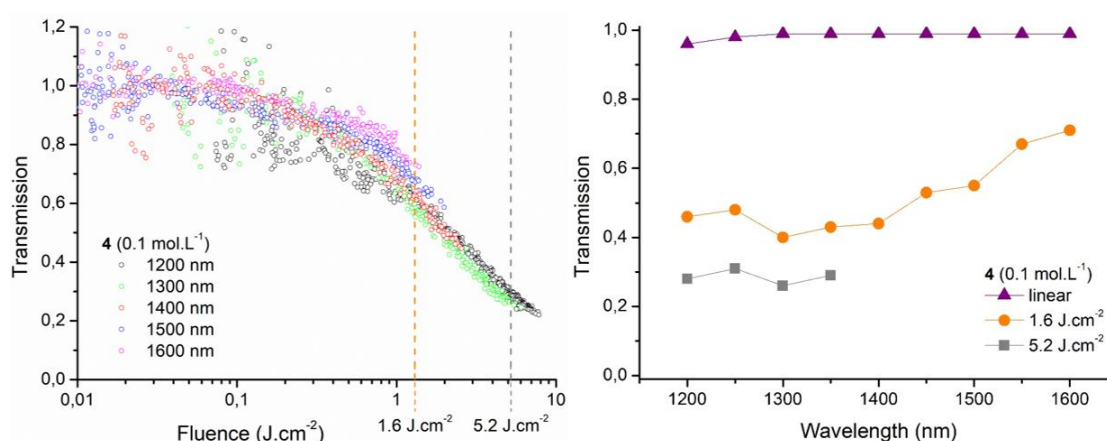 Transmission
1,2
1,0
0,8
0,6
0,4
0,2
0,0
4 (0.1 mol.L⁻¹)
1200 nm
1300 nm
1400 nm
1500 nm
1600 nm
0,01
0,1
1
10
Fluence (J.cm⁻²)
1.6 J.cm⁻²
5.2 J.cm⁻²
Transmission
1,0
0,8
0,6
0,4
0,2
0,0
4 (0.1 mol.L⁻¹)
linear
1.6 J.cm⁻²
5.2 J.cm⁻²
1200
1300
1400
1500
1600
Wavelength (nm)